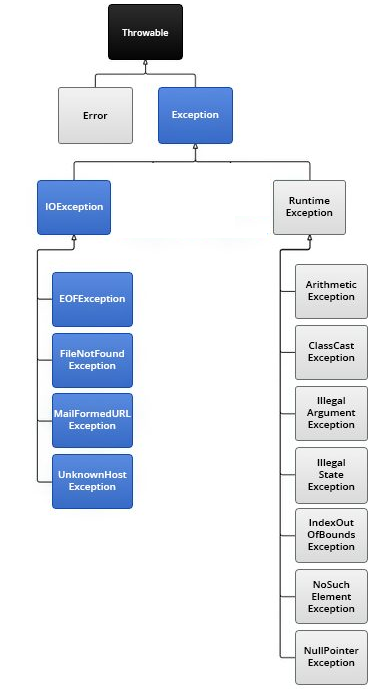 Throwable
Error
Exception
IOException
Runtime
Exception
EOFException
FileNotFound
Exception
MailFormedURL
Exception
UnknownHost
Exception
Arithmetic
Exception
ClassCast
Exception
Illegal
Argument
Exception
Illegal
State
Exception
IndexOut
OfBounds
Exception
NoSuch
Element
Exception
NullPointer
Exception